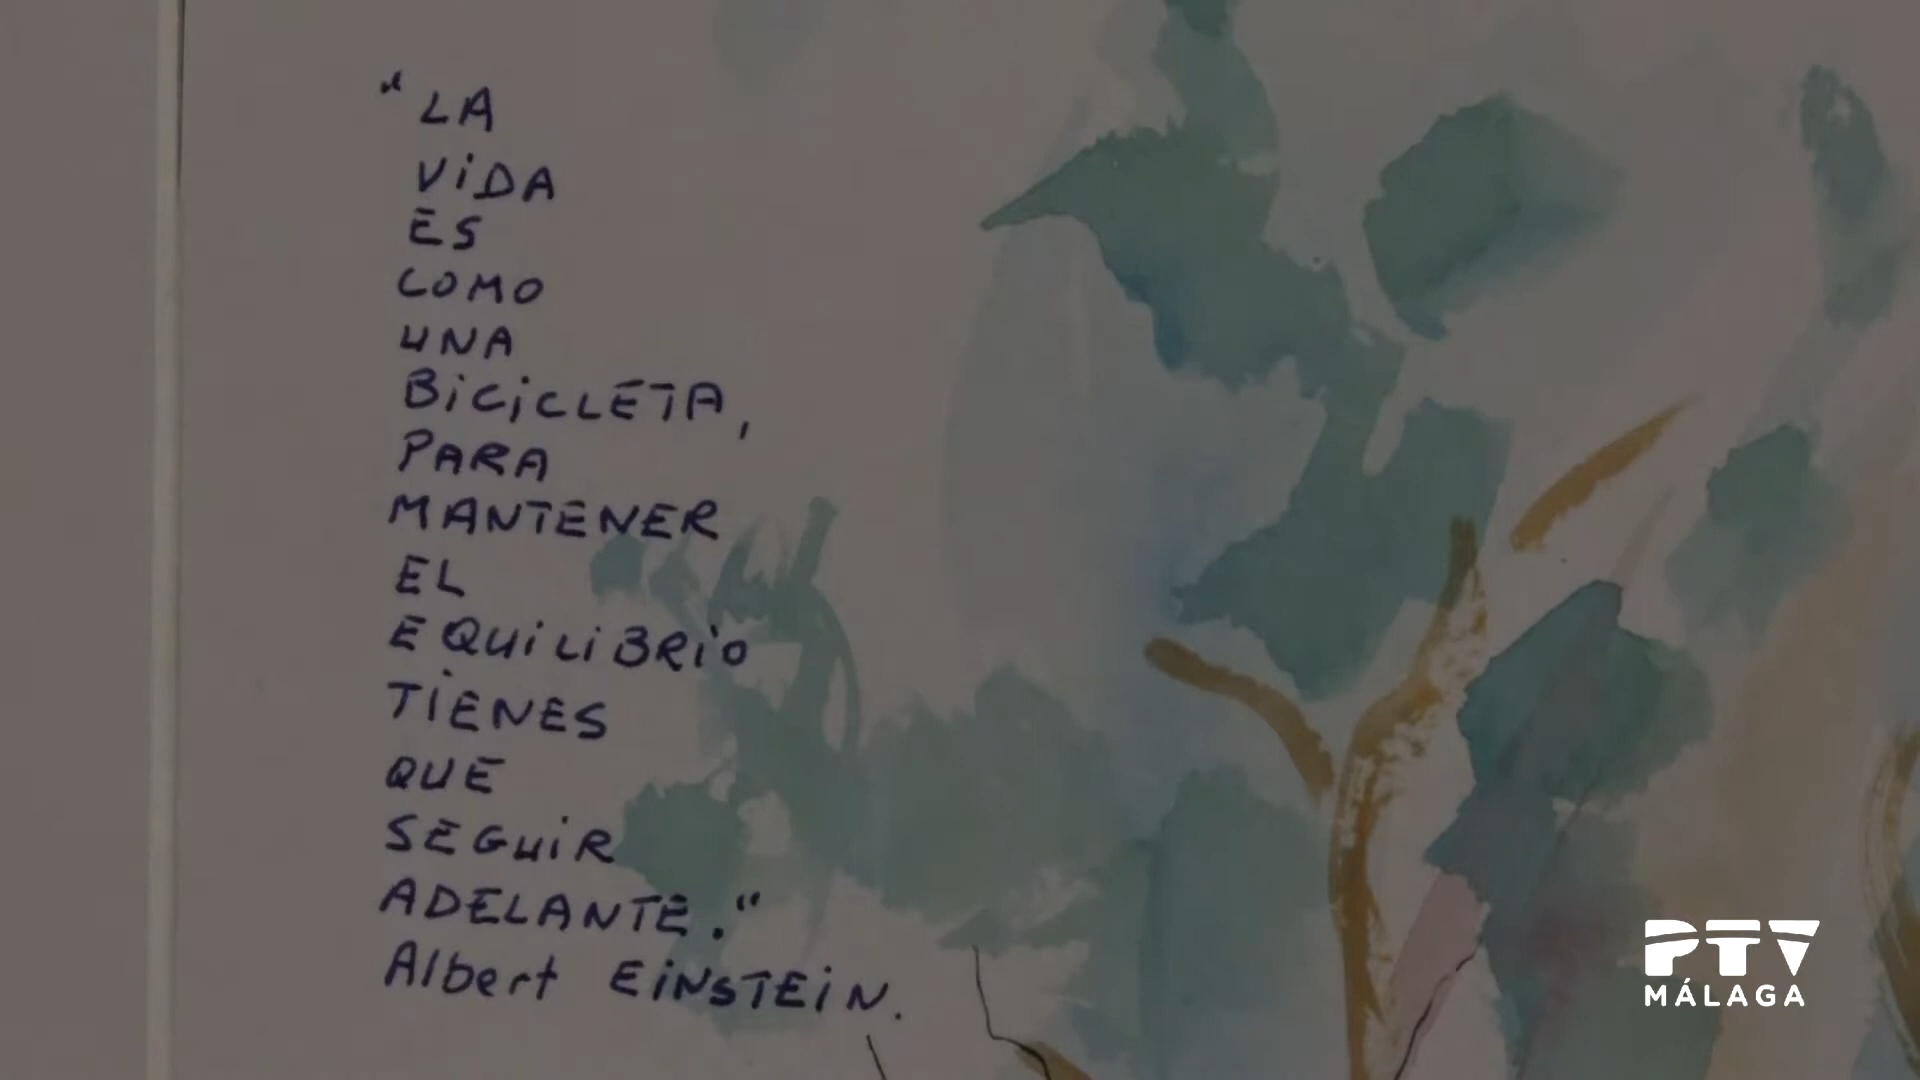 "LA
ViDA
ES
COMO
UNA
BiCiCLETA,
PARA
MANTENER
EL
EQUiLiBRiO
TiENES
QUE
SEGUiR
ADELANTE."
Albert EiNSTEiN.
PTV
MÁLAGA